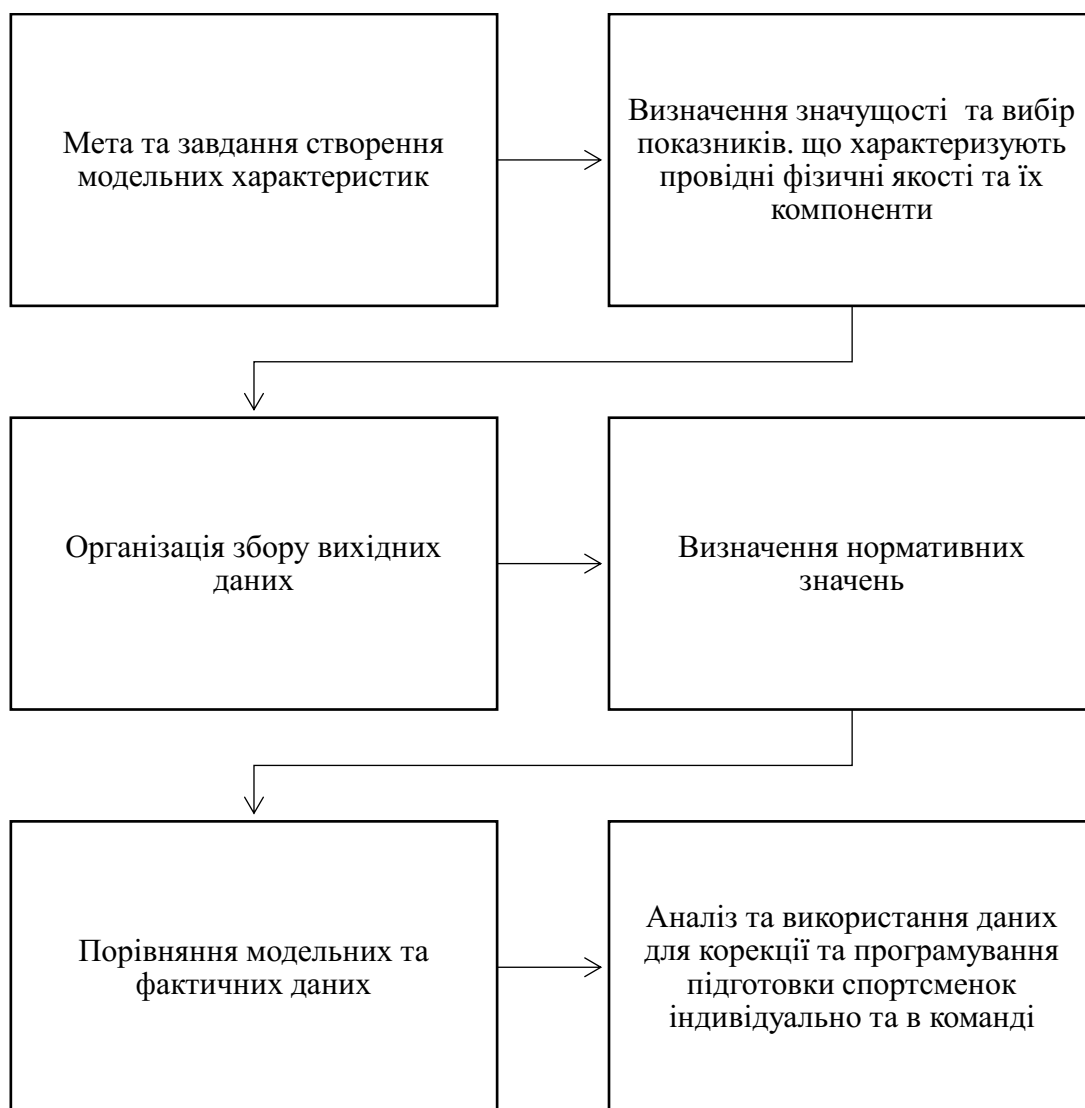 Мета та завдання створення
модельних характеристик
Визначення значущості  та вибір
показників. що характеризують
провідні фізичні якості та їх
компоненти
Організація збору вихідних
даних
Визначення нормативних
значень
Порівняння модельних та
фактичних даних
Аналіз та використання даних
для корекції та програмування
підготовки спортсменок
індивідуально та в команді